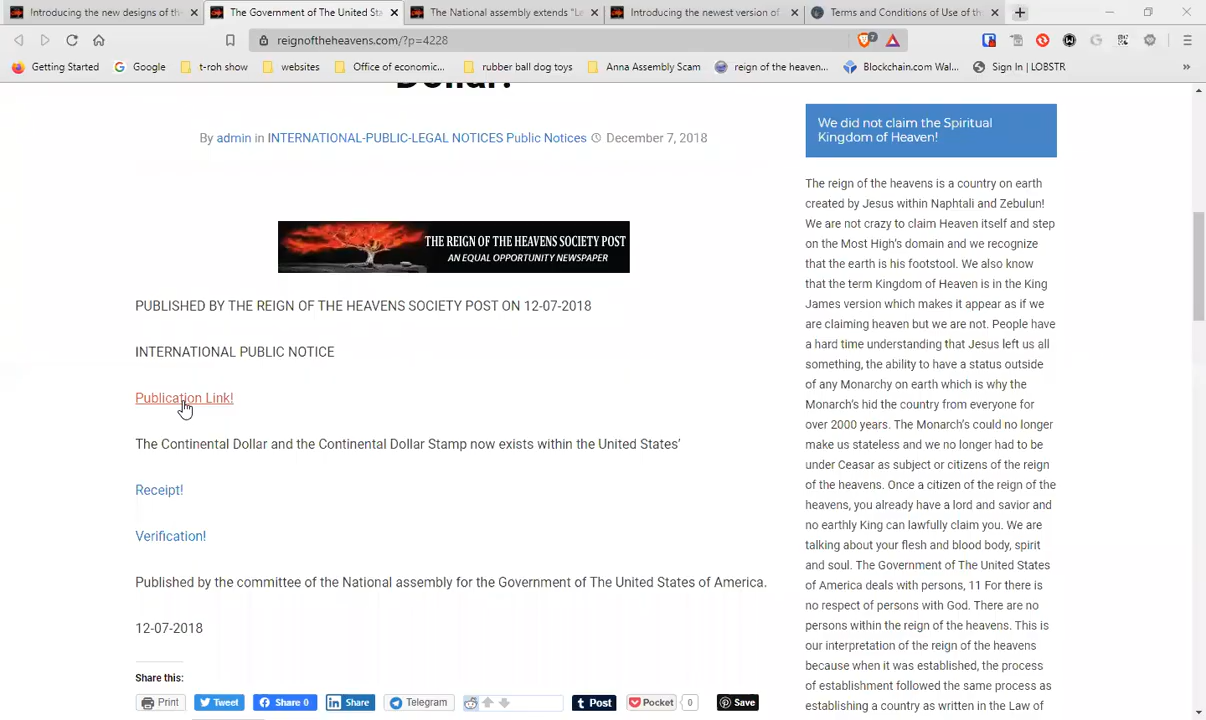 Introducing the new designs of th
The Government of The United Sta
The National assembly extends "Le
Introducing the newest version of
Terms and Conditions of Use of th
reignoftheheavens.com/?p=4228
7
Getting Started
Google
t-roh show
websites
Office of economic...
rubber ball dog toys
Anna Assembly Scam
reign of the heaven...
Blockchain.com Wal...
Sign In | LOBSTR
Dollar!
By admin in INTERNATIONAL-PUBLIC-LEGAL NOTICES Public Notices December 7, 2018
THE REIGN OF THE HEAVENS SOCIETY POST
AN EQUAL OPPORTUNITY NEWSPAPER
PUBLISHED BY THE REIGN OF THE HEAVENS SOCIETY POST ON 12-07-2018
INTERNATIONAL PUBLIC NOTICE
Publication Link!
The Continental Dollar and the Continental Dollar Stamp now exists within the United States'
Receipt!
Verification!
Published by the committee of the National assembly for the Government of The United States of America.
12-07-2018
Share this:
Print
Tweet
Share 0
Share
Telegram
Post
Pocket
0
Save
We did not claim the Spiritual
Kingdom of Heaven!
The reign of the heavens is a country on earth
created by Jesus within Naphtali and Zebulun!
We are not crazy to claim Heaven itself and step
on the Most High's domain and we recognize
that the earth is his footstool. We also know
that the term Kingdom of Heaven is in the King
James version which makes it appear as if we
are claiming heaven but we are not. People have
a hard time understanding that Jesus left us all
something, the ability to have a status outside
of any Monarchy on earth which is why the
Monarch's hid the country from everyone for
over 2000 years. The Monarch's could no longer
make us stateless and we no longer had to be
under Ceasar as subject or citizens of the reign
of the heavens. Once a citizen of the reign of the
heavens, you already have a lord and savior and
no earthly King can lawfully claim you. We are
talking about your flesh and blood body, spirit
and soul. The Government of The United States
of America deals with persons, 11 For there is
no respect of persons with God. There are no
persons within the reign of the heavens. This is
our interpretation of the reign of the heavens
because when it was established, the process
of establishment followed the same process as
establishing a country as written in the Law of